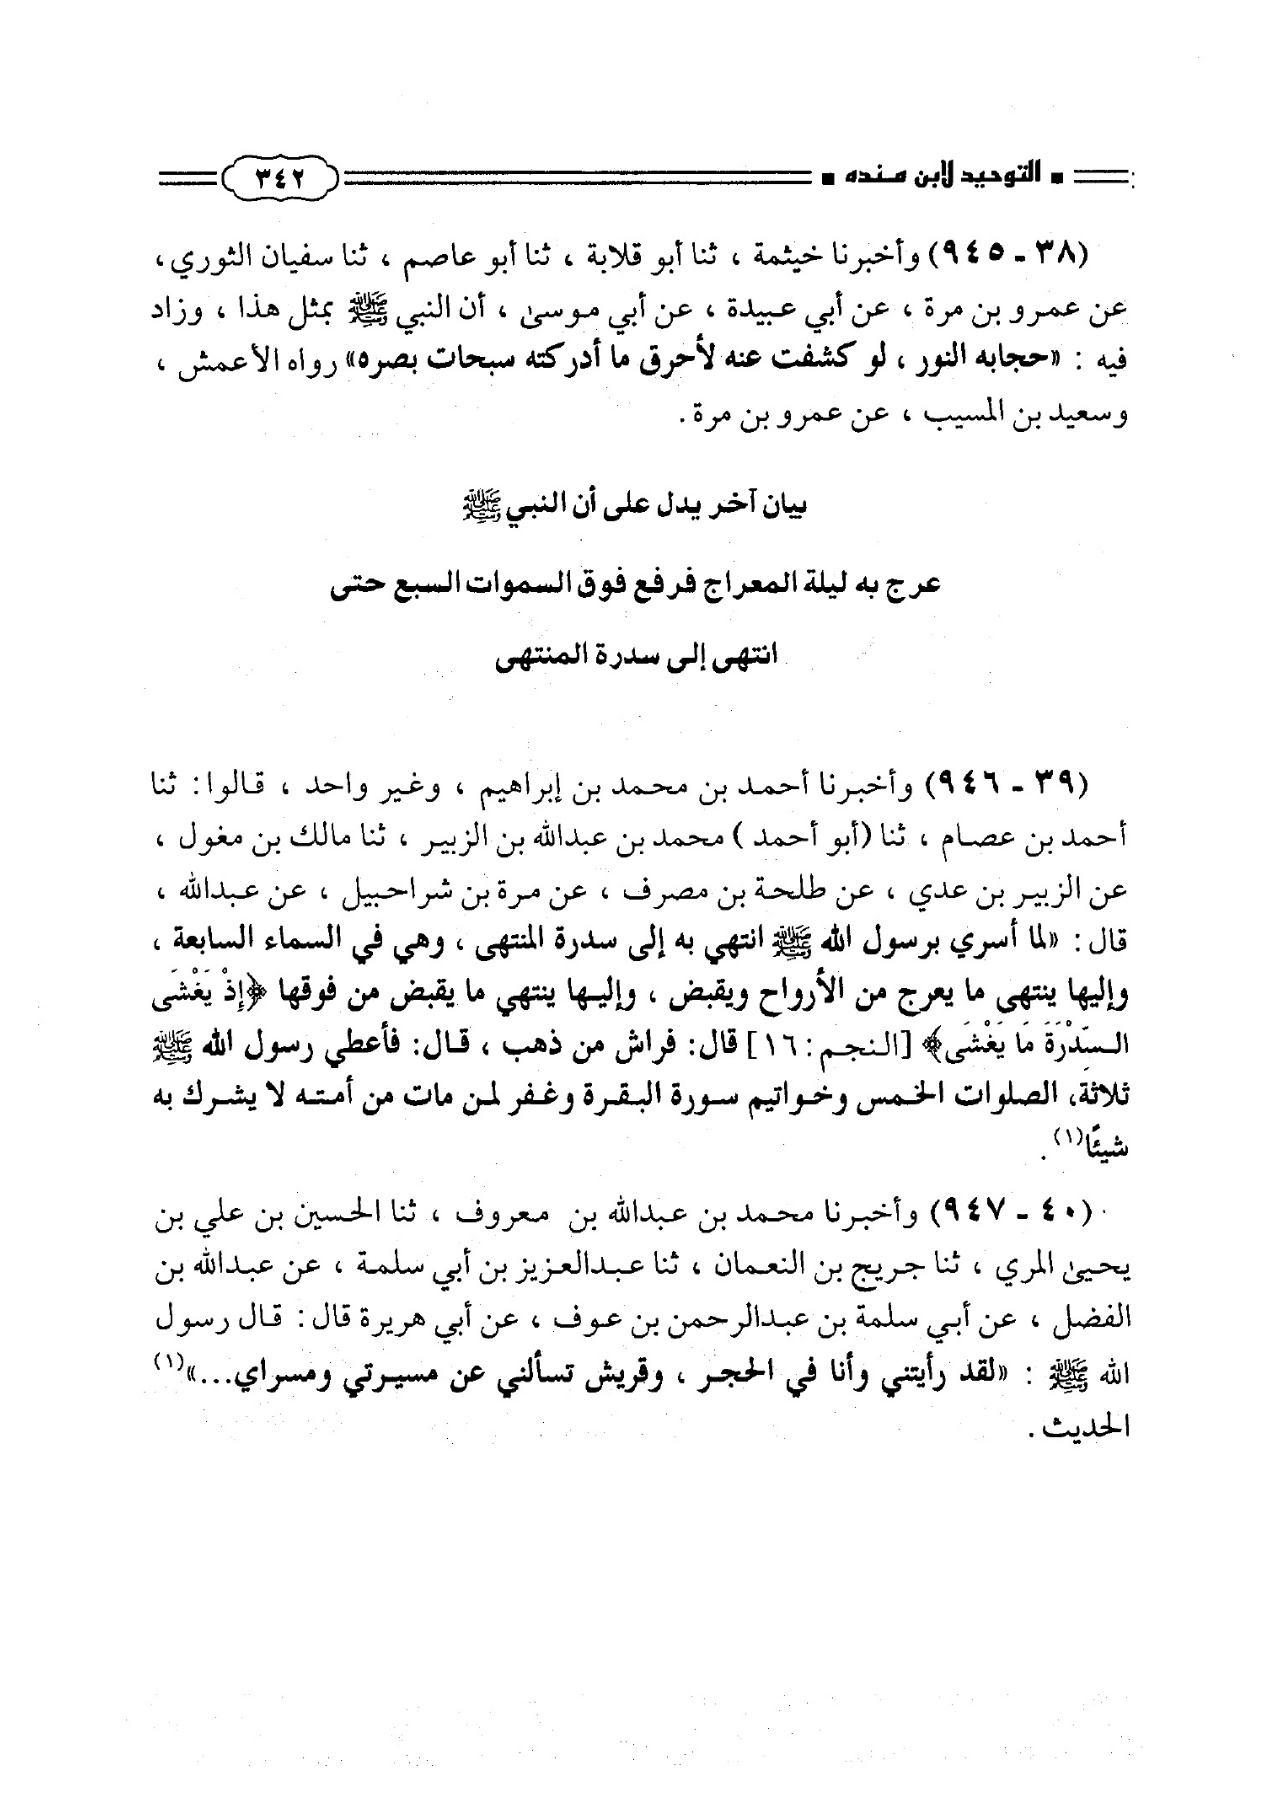 ■ التوحيد لابن منده ■ ٣٤٢
(٣٨ - ٩٤٥) وأخبرنا خيثمة ، ثنا أبو قلابة ، ثنا أبو عاصم ، ثنا سفيان الثوري،
عن عمرو بن مرة ، عن أبي عبيدة ، عن أبي موسىٰ ، أن النبي ﷺ بمثل هذا ، وزاد
فيه : «حجابه النور ، لو كشفت عنه لأحرق ما أدركته سبحات بصره» رواه الأعمش ،
وسعيد بن المسيب ، عن عمرو بن مرة.
بيان آخر يدل على أن النبي ﷺ
عرج به ليلة المعراج فرفع فوق السموات السبع حتى
انتهى إلى سدرة المنتهى
(٣٩ - ٩٤٦) وأخبرنا أحمد بن محمد بن إبراهيم ، وغير واحد ، قالوا: ثنا
أحمد بن عصام ، ثنا (أبو أحمد ) محمد بن عبدالله بن الزبير ، ثنا مالك بن مغول ،
عن الزبير بن عدي ، عن طلحة بن مصرف ، عن مرة بن شراحبيل ، عن عبدالله ،
قال: «لما أسري برسول الله ﷺ انتهي به إلى سدرة المنتهى ، وهي في السماء السابعة ،
وإليها ينتهى ما يعرج من الأرواح ويقبض ، وإليها ينتهي ما يقبض من فوقها ﴿إِذْ يَغْشَى
السِّدْرَةَ مَا يَغْشَى﴾ [النجم: ١٦] قال: فراش من ذهب ، قال: فأعطي رسول الله ﷺ
ثلاثة، الصلوات الخمس وخواتيم سورة البقرة وغفر لمن مات من أمته لا يشرك به
شيئًا(١).
(٤٠ - ٩٤٧) وأخبرنا محمد بن عبدالله بن معروف ، ثنا الحسين بن علي بن
يحيىٰ المري ، ثنا جريج بن النعمان ، ثنا عبدالعزيز بن أبي سلمة ، عن عبدالله بن
الفضل ، عن أبي سلمة بن عبدالرحمن بن عوف ، عن أبي هريرة قال: قال رسول
الله ﷺ : «لقد رأيتني وأنا في الحجر ، وقريش تسألني عن مسيرتي ومسراي...»(١)
الحديث .